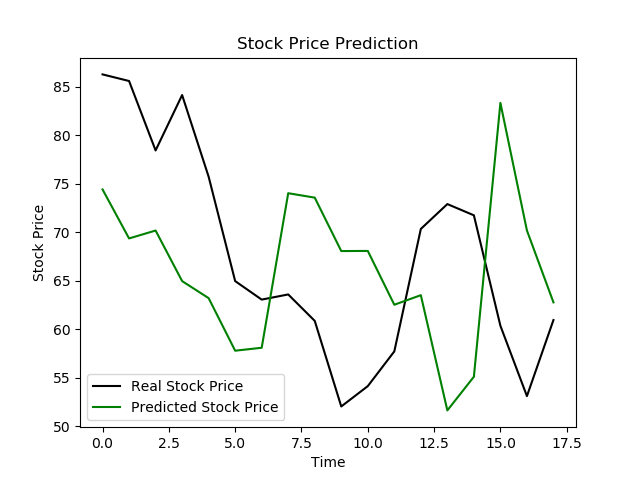 Stock Price Prediction
Stock Price
85
80
75
70
65
60
55
50
Real Stock Price
Predicted Stock Price
0.0 2.5 5.0 7.5 10.0 12.5 15.0 17.5
Time